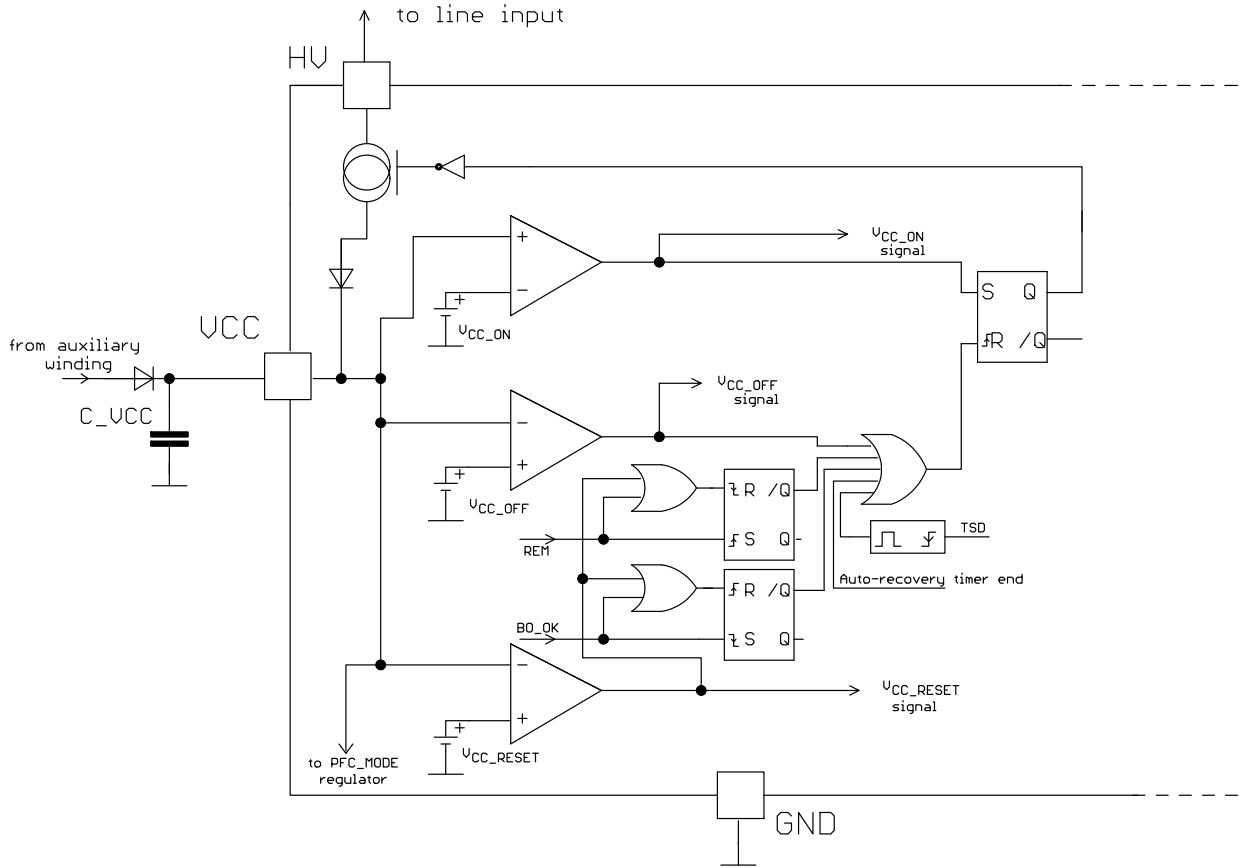 to line input
HV
V_CC_ON
signal
+
−
+
V_CC_ON
S Q
R /Q
VCC
from auxiliary
winding
C_VCC
V_CC_OFF
signal
−
+
+
V_CC_OFF
R /Q
S Q
REM
TSD
Auto-recovery timer end
R /Q
S Q
BO_OK
−
+
+
V_CC_RESET
V_CC_RESET
signal
to PFC_MODE
regulator
GND